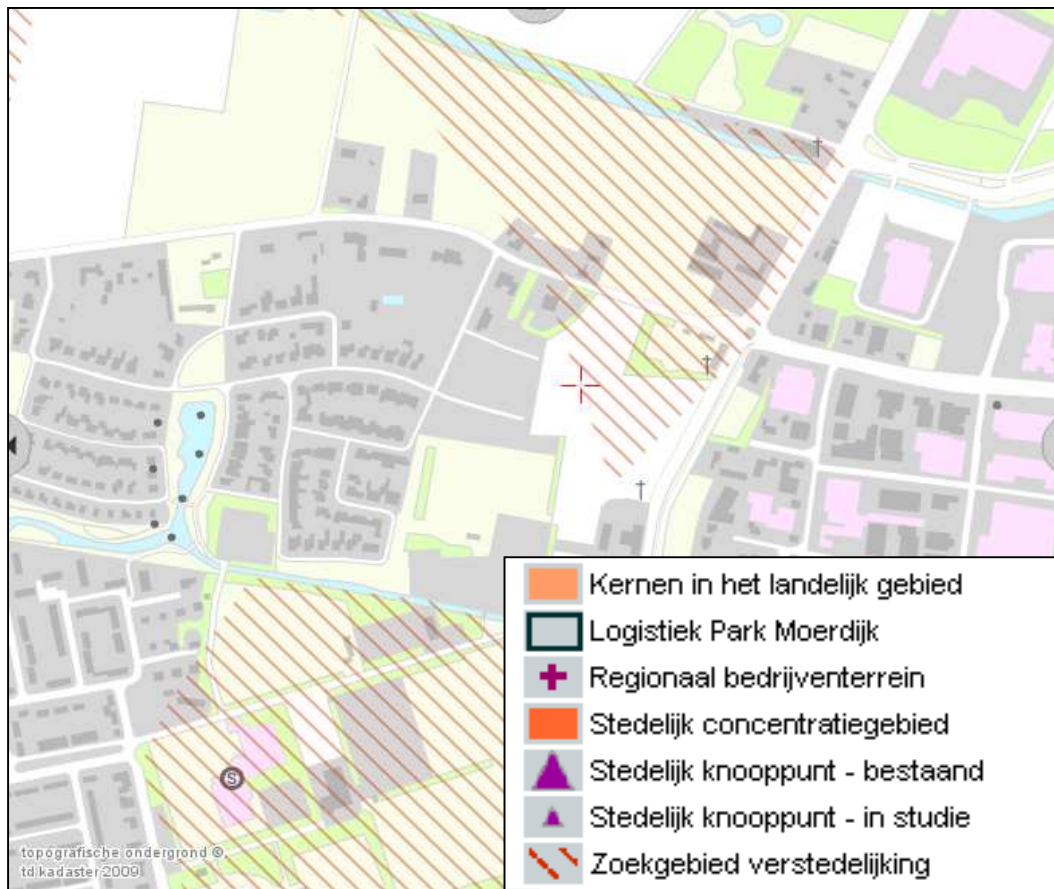 Kernen in het landelijk gebied
Logistiek Park Moerdijk
Regionaal bedrijventerrein
Stedelijk concentratiegebied
Stedelijk knooppunt - bestaand
Stedelijk knooppunt - in studie
Zoekgebied verstedelijking
S
topografische ondergrond ©,
td kadaster 2009